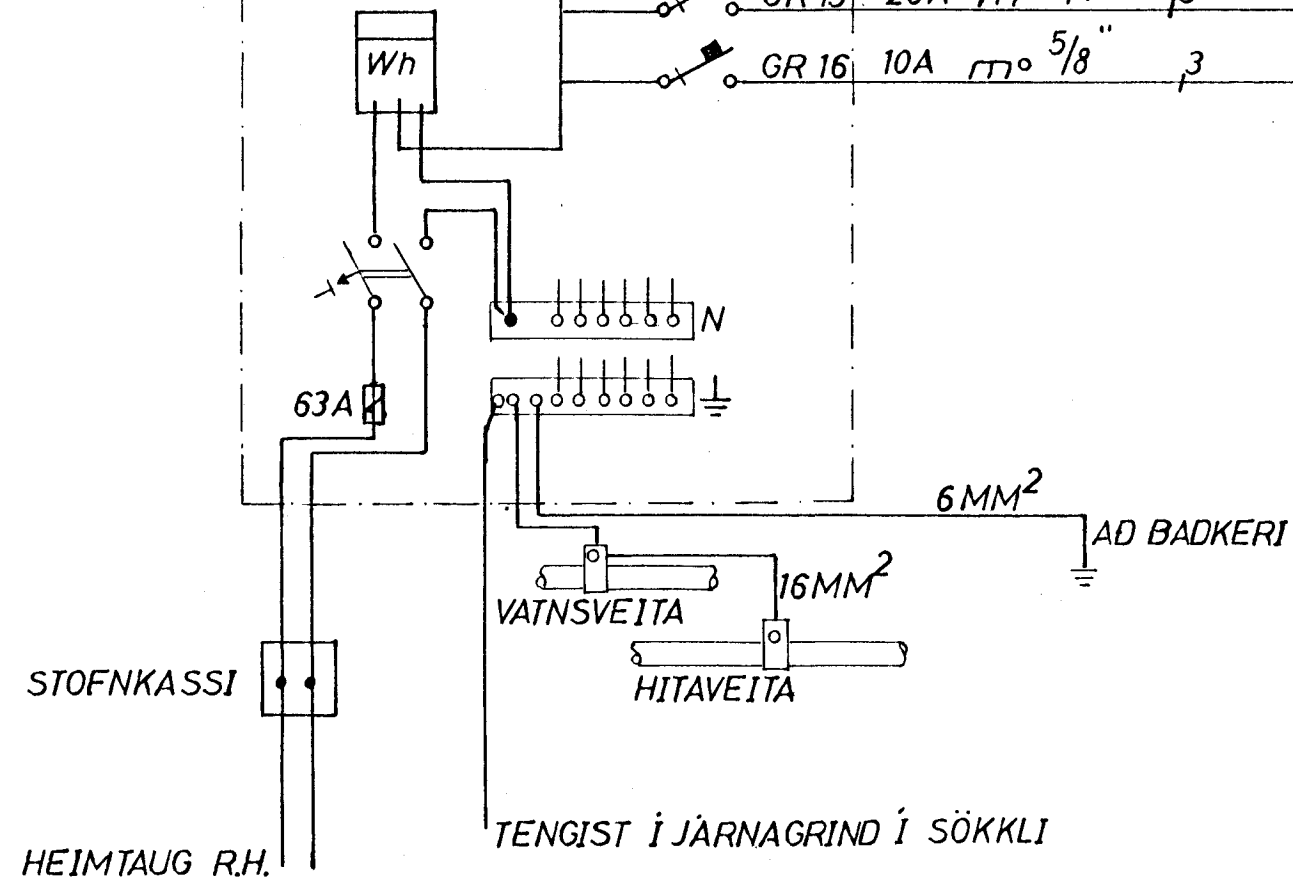 Wh
GR 16 10A 5/8" 3
N
63A
6MM²
AÐ BAÐKERI
16MM²
VATNSVEITA
HITAVEITA
STOFNKASSI
TENGIST Í JÁRNAGRIND Í SÖKKLI
HEIMTAUG R.H.